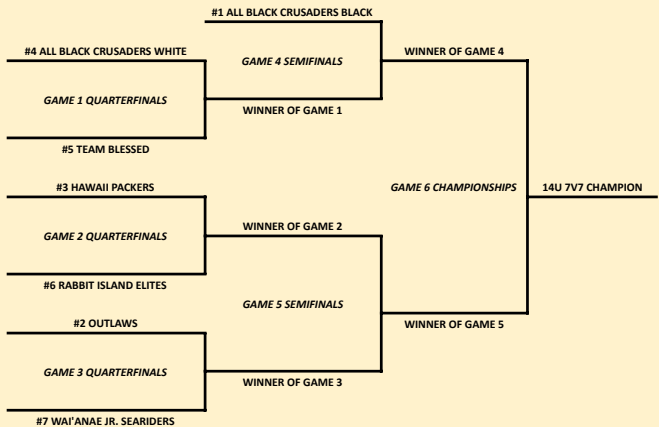 #1 ALL BLACK CRUSADERS BLACK
#4 ALL BLACK CRUSADERS WHITE
GAME 4 SEMIFINALS
WINNER OF GAME 4
GAME 1 QUARTERFINALS
WINNER OF GAME 1
#5 TEAM BLESSED
#3 HAWAII PACKERS
GAME 6 CHAMPIONSHIPS
14U 7V7 CHAMPION
WINNER OF GAME 2
GAME 2 QUARTERFINALS
#6 RABBIT ISLAND ELITES
GAME 5 SEMIFINALS
#2 OUTLAWS
WINNER OF GAME 5
GAME 3 QUARTERFINALS
WINNER OF GAME 3
#7 WAI'ANAE JR. SEARIDERS